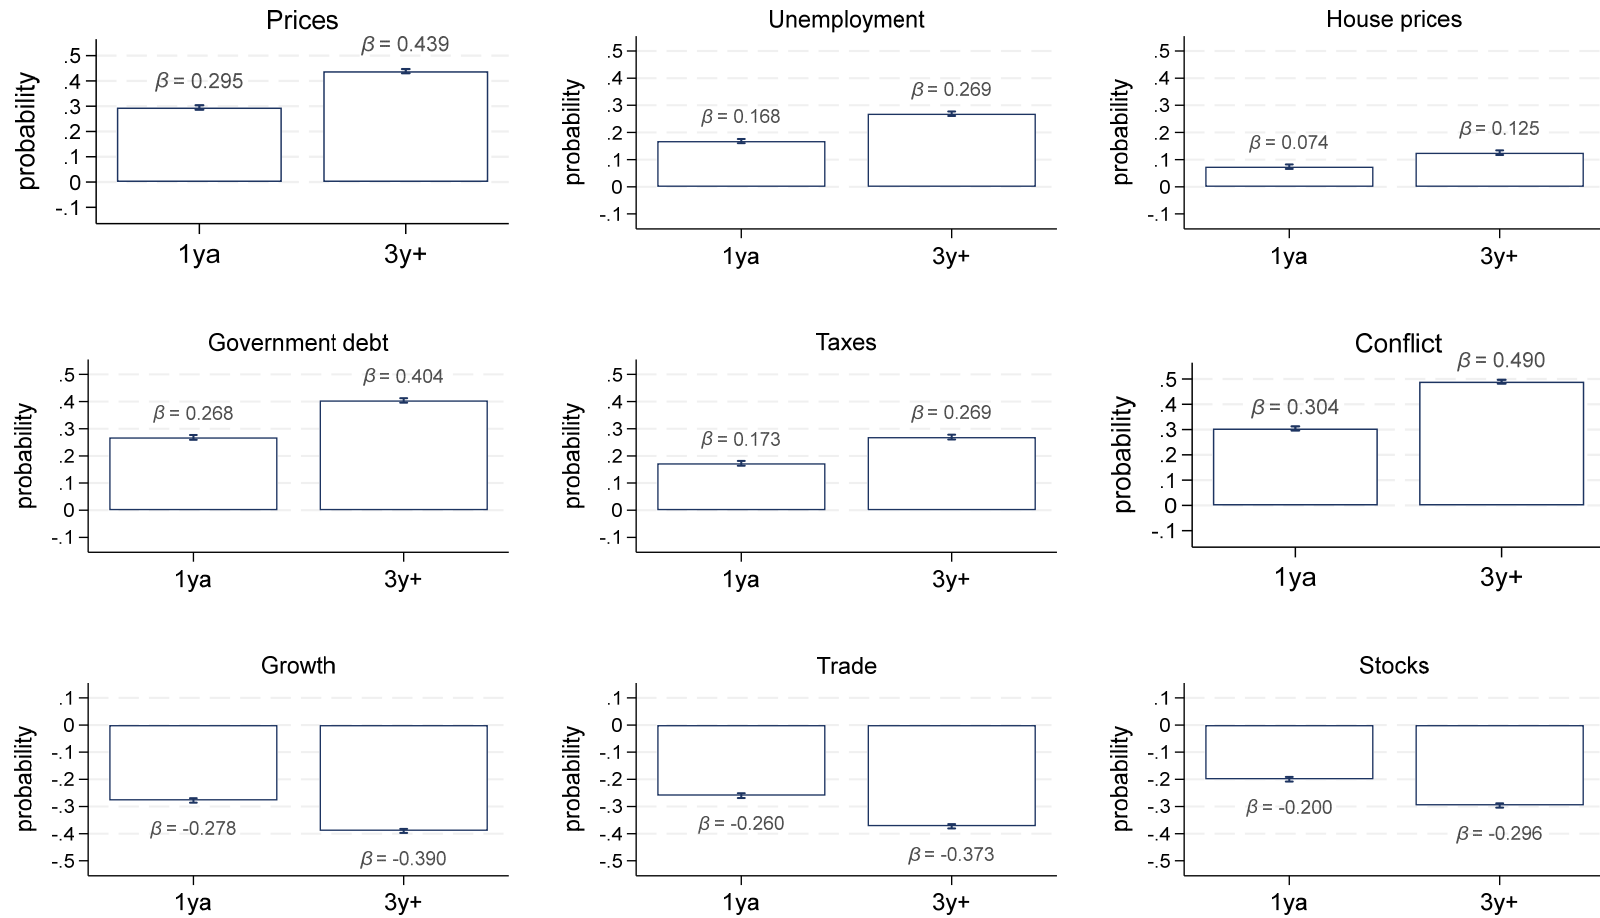 Prices
probability
.5
.4
.3
.2
.1
0
-.1
β = 0.295
β = 0.439
1ya
3y+
Unemployment
probability
.5
.4
.3
.2
.1
0
-.1
β = 0.168
β = 0.269
1ya
3y+
House prices
probability
.5
.4
.3
.2
.1
0
-.1
β = 0.074
β = 0.125
1ya
3y+
Government debt
probability
.5
.4
.3
.2
.1
0
-.1
β = 0.268
β = 0.404
1ya
3y+
Taxes
probability
.5
.4
.3
.2
.1
0
-.1
β = 0.173
β = 0.269
1ya
3y+
Conflict
probability
.5
.4
.3
.2
.1
0
-.1
β = 0.304
β = 0.490
1ya
3y+
Growth
probability
.1
0
-.1
-.2
-.3
-.4
-.5
β = -0.278
β = -0.390
1ya
3y+
Trade
probability
.1
0
-.1
-.2
-.3
-.4
-.5
β = -0.260
β = -0.373
1ya
3y+
Stocks
probability
.1
0
-.1
-.2
-.3
-.4
-.5
β = -0.200
β = -0.296
1ya
3y+